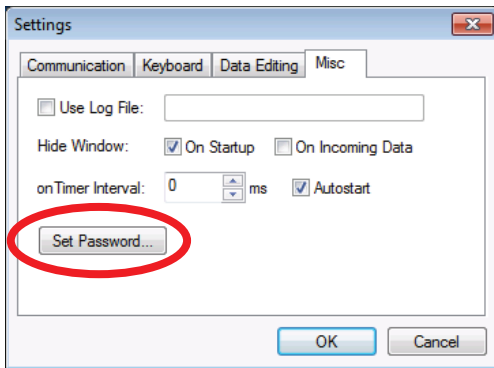 Settings
Communication Keyboard Data Editing Misc
Use Log File:
Hide Window: On Startup On Incoming Data
onTimer Interval: 0 ms Autostart
Set Password...
OK Cancel